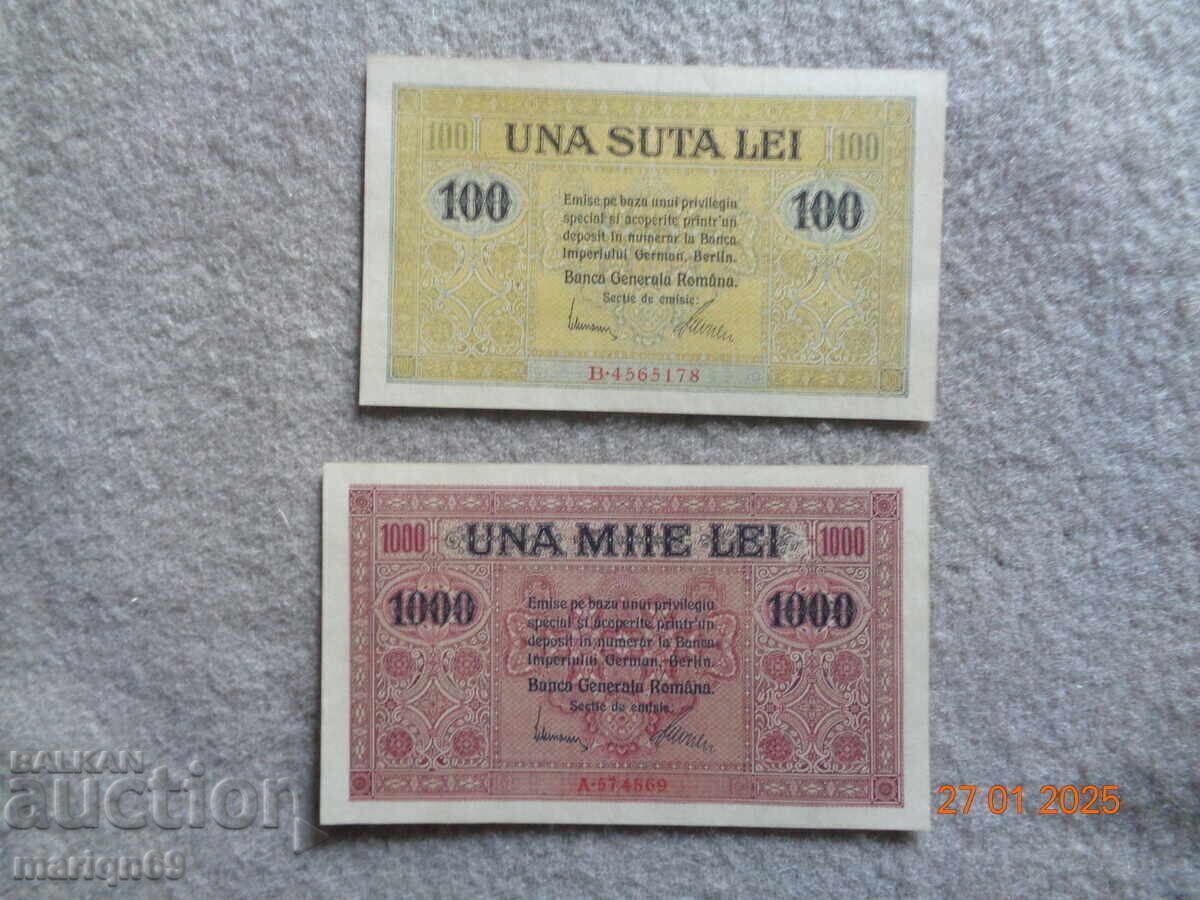 100 UNA SUTA LEI 100
100 100
Emise pe baza unui privilegiu
special si acoperite printr'un
deposit in numerar la Banca
Imperiului German, Berlin.
Banca Generala Româna.
Sectie de emisie:
B·4565178
1000 UNA MIIE LEI 1000
1000 1000
Emise pe baza unui privilegiu
special si acoperite printr'un
deposit in numerar la Banca
Imperiului German, Berlin.
Banca Generala Româna.
Sectie de emisie:
A·574869
BALKAN
auction
mariqn69
27 01 2025